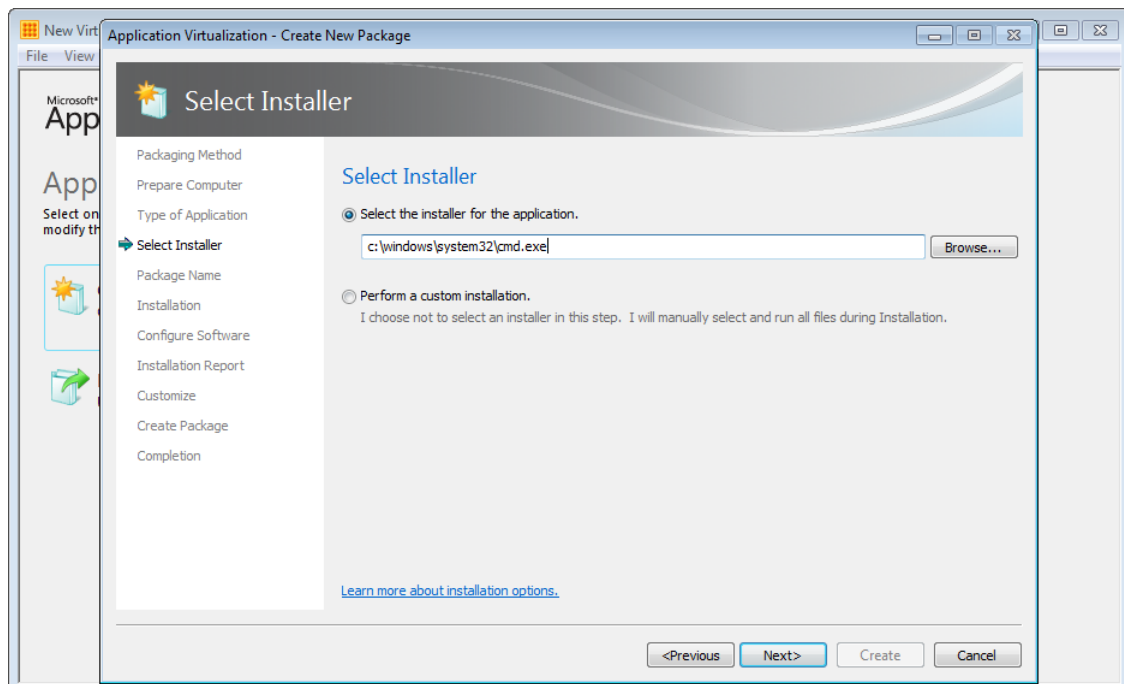 New Virt
File View
Microsoft®
App
App
Select on
modify th
Application Virtualization - Create New Package
Select Installer
Packaging Method
Prepare Computer
Type of Application
Select Installer
Package Name
Installation
Configure Software
Installation Report
Customize
Create Package
Completion
Select Installer
Select the installer for the application.
c:\windows\system32\cmd.exe
Browse...
Perform a custom installation.
I choose not to select an installer in this step. I will manually select and run all files during Installation.
Learn more about installation options.
<Previous
Next>
Create
Cancel